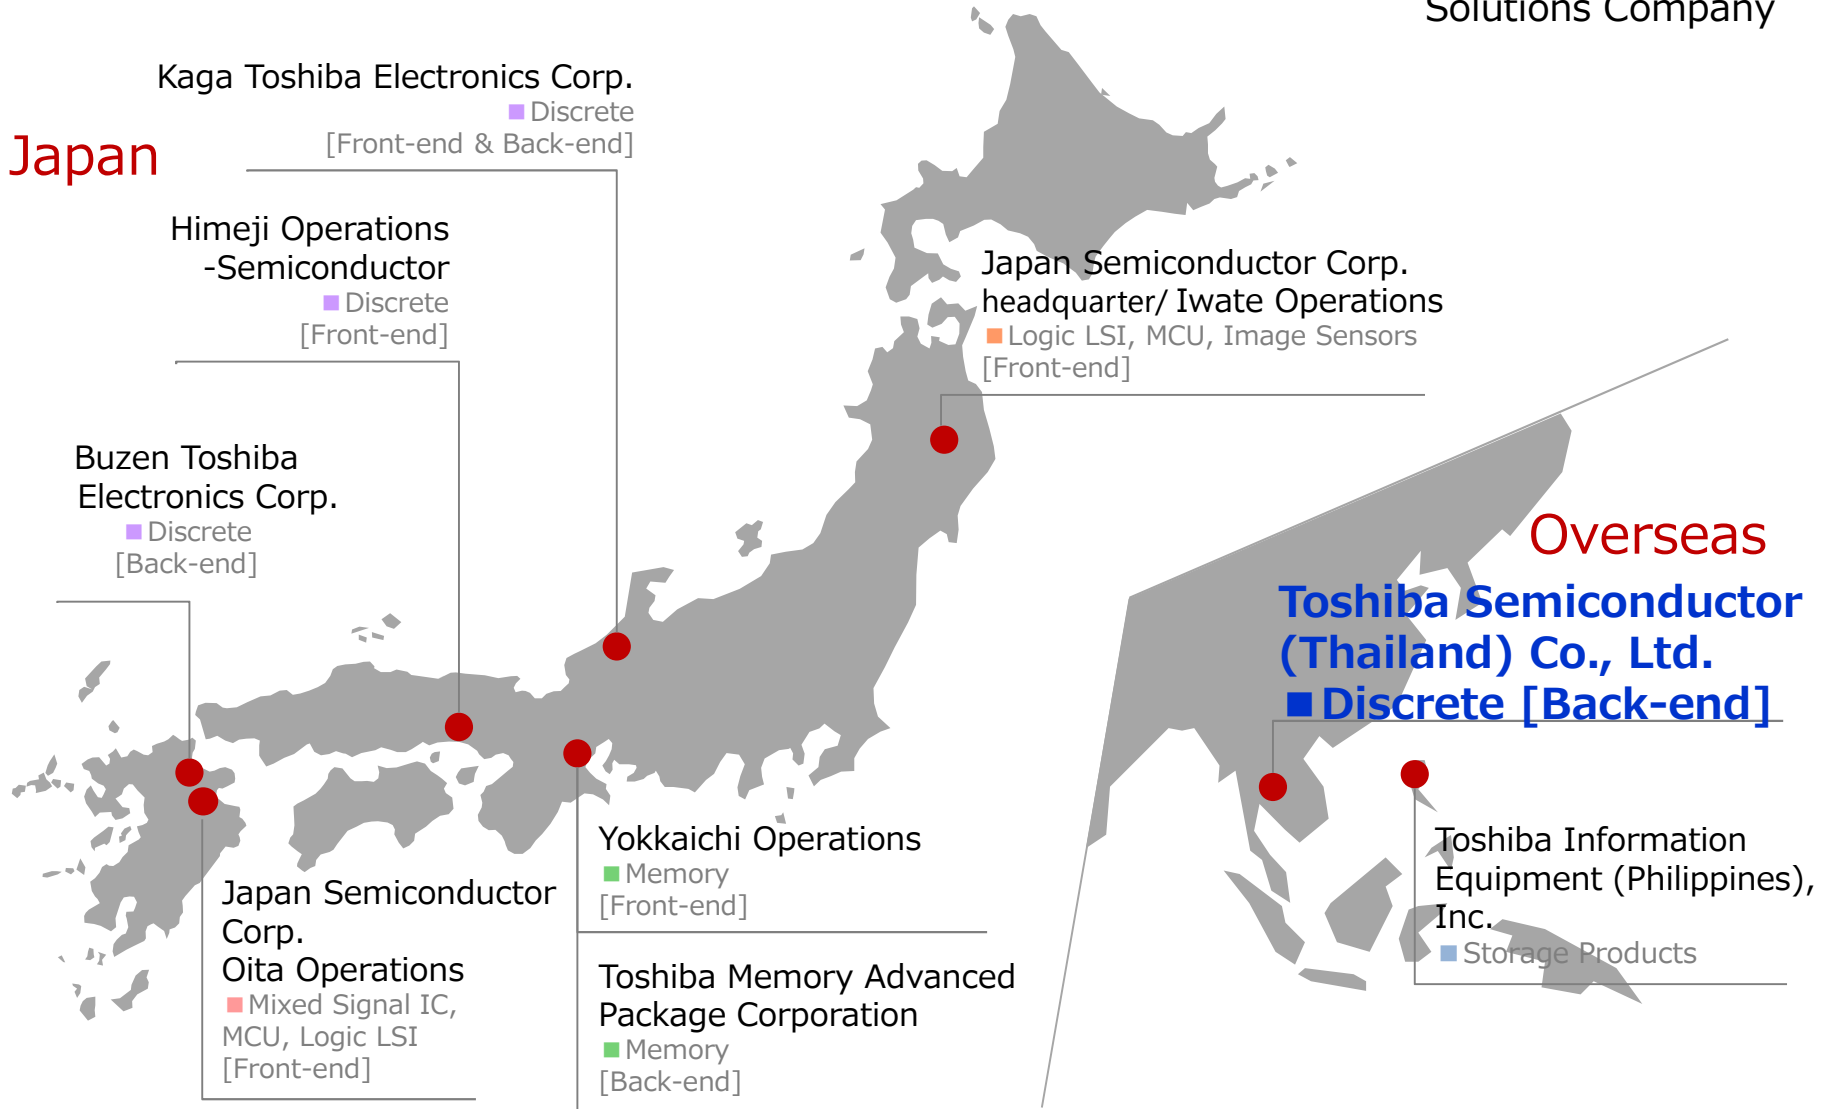 Solutions Company
Japan
Kaga Toshiba Electronics Corp.
■ Discrete
[Front-end & Back-end]
Himeji Operations
-Semiconductor
■ Discrete
[Front-end]
Buzen Toshiba
Electronics Corp.
■ Discrete
[Back-end]
Japan Semiconductor Corp.
headquarter/ Iwate Operations
■ Logic LSI, MCU, Image Sensors
[Front-end]
Japan Semiconductor
Corp.
Oita Operations
■ Mixed Signal IC,
MCU, Logic LSI
[Front-end]
Yokkaichi Operations
■ Memory
[Front-end]
Toshiba Memory Advanced
Package Corporation
■ Memory
[Back-end]
Overseas
Toshiba Semiconductor
(Thailand) Co., Ltd.
■ Discrete [Back-end]
Toshiba Information
Equipment (Philippines),
Inc.
■ Storage Products